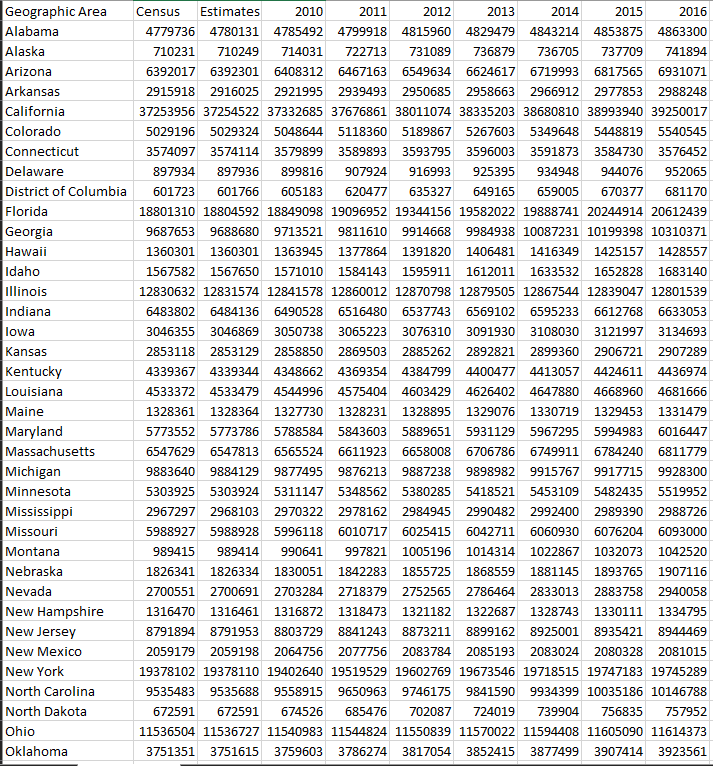 Geographic Area Census Estimates 2010 2011 2012 2013 2014 2015 2016
Alabama 4779736 4780131 4785492 4799918 4815960 4829479 4843214 4853875 4863300
Alaska 710231 710249 714031 722713 731089 736879 736705 737709 741894
Arizona 6392017 6392301 6408312 6467163 6549634 6624617 6719993 6817565 6931071
Arkansas 2915918 2916025 2921995 2939493 2950685 2958663 2966912 2977853 2988248
California 37253956 37254522 37332685 37676861 38011074 38335203 38680810 38993940 39250017
Colorado 5029196 5029324 5048644 5118360 5189867 5267603 5349648 5448819 5540545
Connecticut 3574097 3574114 3579899 3589893 3593795 3596003 3591873 3584730 3576452
Delaware 897934 897936 899816 907924 916993 925395 934948 944076 952065
District of Columbia 601723 601766 605183 620477 635327 649165 659005 670377 681170
Florida 18801310 18804592 18849098 19096952 19344156 19582022 19888741 20244914 20612439
Georgia 9687653 9688680 9713521 9811610 9914668 9984938 10087231 10199398 10310371
Hawaii 1360301 1360301 1363945 1377864 1391820 1406481 1416349 1425157 1428557
Idaho 1567582 1567650 1571010 1584143 1595911 1612011 1633532 1652828 1683140
Illinois 12830632 12831574 12841578 12860012 12870798 12879505 12867544 12839047 12801539
Indiana 6483802 6484136 6490528 6516480 6537743 6569102 6595233 6612768 6633053
Iowa 3046355 3046869 3050738 3065223 3076310 3091930 3108030 3121997 3134693
Kansas 2853118 2853129 2858850 2869503 2885262 2892821 2899360 2906721 2907289
Kentucky 4339367 4339344 4348662 4369354 4384799 4400477 4413057 4424611 4436974
Louisiana 4533372 4533479 4544996 4575404 4603429 4626402 4647880 4668960 4681666
Maine 1328361 1328364 1327730 1328231 1328895 1329076 1330719 1329453 1331479
Maryland 5773552 5773786 5788584 5843603 5889651 5931129 5967295 5994983 6016447
Massachusetts 6547629 6547813 6565524 6611923 6658008 6706786 6749911 6784240 6811779
Michigan 9883640 9884129 9877495 9876213 9887238 9898982 9915767 9917715 9928300
Minnesota 5303925 5303924 5311147 5348562 5380285 5418521 5453109 5482435 5519952
Mississippi 2967297 2968103 2970322 2978162 2984945 2990482 2992400 2989390 2988726
Missouri 5988927 5988928 5996118 6010717 6025415 6042711 6060930 6076204 6093000
Montana 989415 989414 990641 997821 1005196 1014314 1022867 1032073 1042520
Nebraska 1826341 1826334 1830051 1842283 1855725 1868559 1881145 1893765 1907116
Nevada 2700551 2700691 2703284 2718379 2752565 2786464 2833013 2883758 2940058
New Hampshire 1316470 1316461 1316872 1318473 1321182 1322687 1328743 1330111 1334795
New Jersey 8791894 8791953 8803729 8841243 8873211 8899162 8925001 8935421 8944469
New Mexico 2059179 2059198 2064756 2077756 2083784 2085193 2083024 2080328 2081015
New York 19378102 19378110 19402640 19519529 19602769 19673546 19718515 19747183 19745289
North Carolina 9535483 9535688 9558915 9650963 9746175 9841590 9934399 10035186 10146788
North Dakota 672591 672591 674526 685476 702087 724019 739904 756835 757952
Ohio 11536504 11536727 11540983 11544824 11550839 11570022 11594408 11605090 11614373
Oklahoma 3751351 3751615 3759603 3786274 3817054 3852415 3877499 3907414 3923561